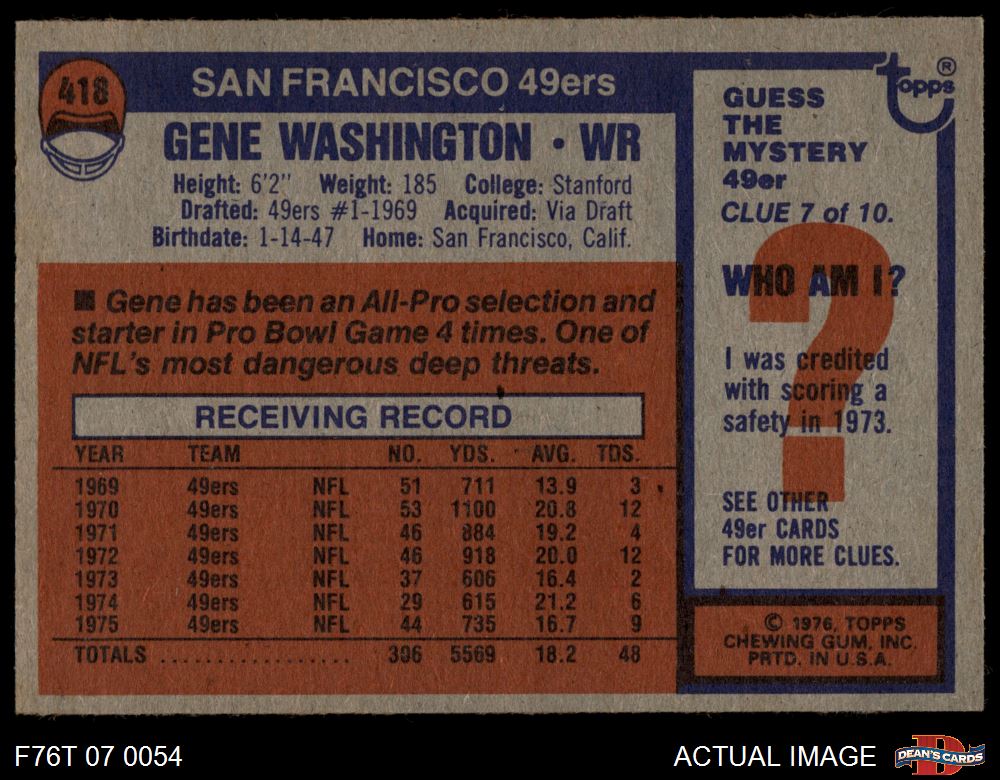 418
SAN FRANCISCO 49ers
GENE WASHINGTON • WR
Height: 6'2" Weight: 185 College: Stanford
Drafted: 49ers #1-1969 Acquired: Via Draft
Birthdate: 1-14-47 Home: San Francisco, Calif.
■ Gene has been an All-Pro selection and
starter in Pro Bowl Game 4 times. One of
NFL's most dangerous deep threats.
RECEIVING RECORD
YEAR TEAM NO. YDS. AVG. TDS.
1969 49ers NFL 51 711 13.9 3
1970 49ers NFL 53 1100 20.8 12
1971 49ers NFL 46 884 19.2 4
1972 49ers NFL 46 918 20.0 12
1973 49ers NFL 37 606 16.4 2
1974 49ers NFL 29 615 21.2 6
1975 49ers NFL 44 735 16.7 9
TOTALS .................. 306 5569 18.2 48
topps ®
GUESS
THE
MYSTERY
49er
CLUE 7 of 10.
?
WHO AM I?
I was credited
with scoring a
safety in 1973.
SEE OTHER
49er CARDS
FOR MORE CLUES.
© 1976, TOPPS
CHEWING GUM, INC.
PRTD. IN U.S.A.
F76T 07 0054
ACTUAL IMAGE
D
DEAN'S CARDS